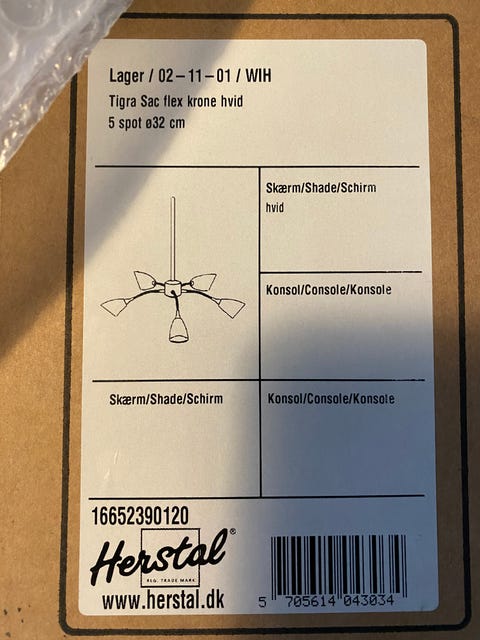 Lager / 02-11-01 / WIH
Tigra Sac flex krone hvid
5 spot ø32 cm
Skærm/Shade/Schirm
hvid
Konsol/Console/Konsole
Skærm/Shade/Schirm
Konsol/Console/Konsole
16652390120
Herstal®
REG. TRADE MARK
www.herstal.dk
5 705614 043034